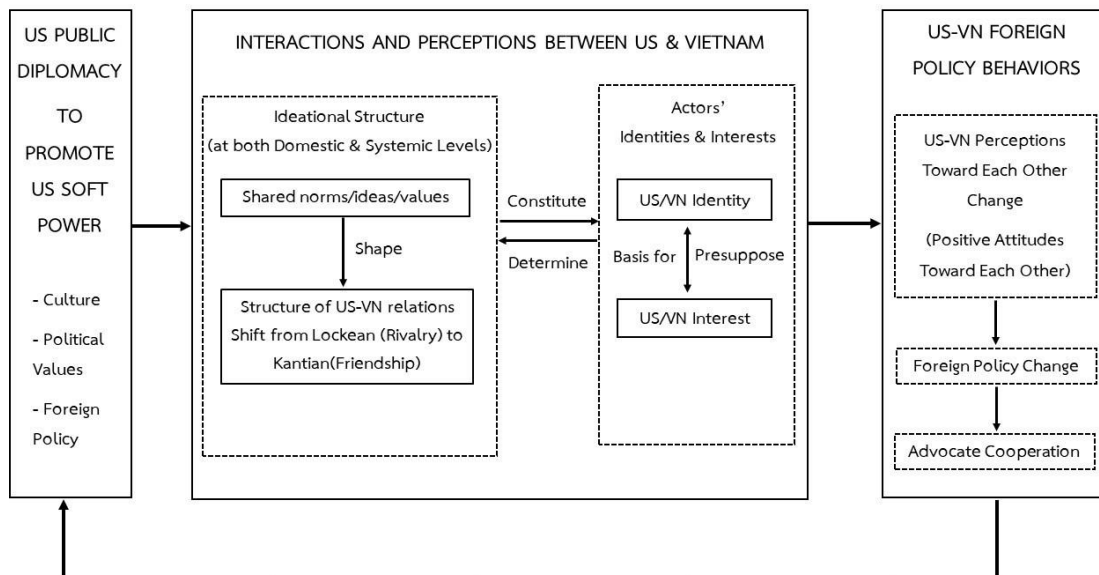 US PUBLIC
DIPLOMACY
TO
PROMOTE
US SOFT
POWER
- Culture
- Political
Values
- Foreign
Policy
INTERACTIONS AND PERCEPTIONS BETWEEN US & VIETNAM
Ideational Structure
(at both Domestic & Systemic Levels)
Shared norms/ideas/values
Shape
Structure of US-VN relations
Shift from Lockean (Rivalry) to
Kantian(Friendship)
Constitute
Determine
Actors'
Identities & Interests
US/VN Identity
Basis for
Presuppose
US/VN Interest
US-VN FOREIGN
POLICY BEHAVIORS
US-VN Perceptions
Toward Each Other
Change
(Positive Attitudes
Toward Each Other)
Foreign Policy Change
Advocate Cooperation